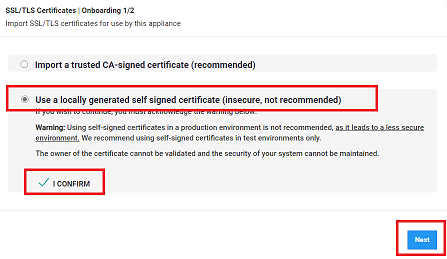 SSL/TLS Certificates | Onboarding 1/2
Import SSL/TLS certificates for use by this appliance
Import a trusted CA-signed certificate (recommended)
Use a locally generated self signed certificate (insecure, not recommended)
If you wish to continue, you must acknowledge the warning below.
Warning: Using self-signed certificates in a production environment is not recommended, as it leads to a less secure
environment. We recommend using self-signed certificates in test environments only.
The owner of the certificate cannot be validated and the security of your system cannot be maintained.
I CONFIRM
Next